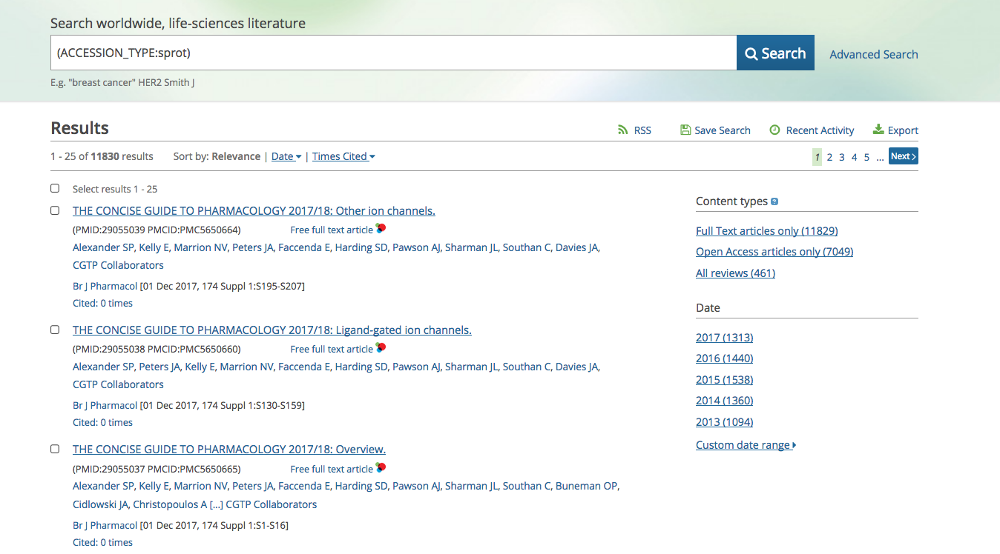 Search worldwide, life-sciences literature
(ACCESSION_TYPE:sprot)
Search
Advanced Search
E.g. "breast cancer" HER2 Smith J
Results
RSS
Save Search
Recent Activity
Export
1 - 25 of 11830 results
Sort by: Relevance | Date | Times Cited
1 2 3 4 5 ... Next
Select results 1 - 25
THE CONCISE GUIDE TO PHARMACOLOGY 2017/18: Other ion channels.
(PMID:29055039 PMCID:PMC5650664) Free full text article
Alexander SP, Kelly E, Marrion NV, Peters JA, Faccenda E, Harding SD, Pawson AJ, Sharman JL, Southan C, Davies JA,
CGTP Collaborators
Br J Pharmacol [01 Dec 2017, 174 Suppl 1:S195-S207]
Cited: 0 times
THE CONCISE GUIDE TO PHARMACOLOGY 2017/18: Ligand-gated ion channels.
(PMID:29055038 PMCID:PMC5650660) Free full text article
Alexander SP, Peters JA, Kelly E, Marrion NV, Faccenda E, Harding SD, Pawson AJ, Sharman JL, Southan C, Davies JA,
CGTP Collaborators
Br J Pharmacol [01 Dec 2017, 174 Suppl 1:S130-S159]
Cited: 0 times
THE CONCISE GUIDE TO PHARMACOLOGY 2017/18: Overview.
(PMID:29055037 PMCID:PMC5650665) Free full text article
Alexander SP, Kelly E, Marrion NV, Peters JA, Faccenda E, Harding SD, Pawson AJ, Sharman JL, Southan C, Buneman OP,
Cidlowski JA, Christopoulos A [...] CGTP Collaborators
Br J Pharmacol [01 Dec 2017, 174 Suppl 1:S1-S16]
Cited: 0 times
Content types ?
Full Text articles only (11829)
Open Access articles only (7049)
All reviews (461)
Date
2017 (1313)
2016 (1440)
2015 (1538)
2014 (1360)
2013 (1094)
Custom date range